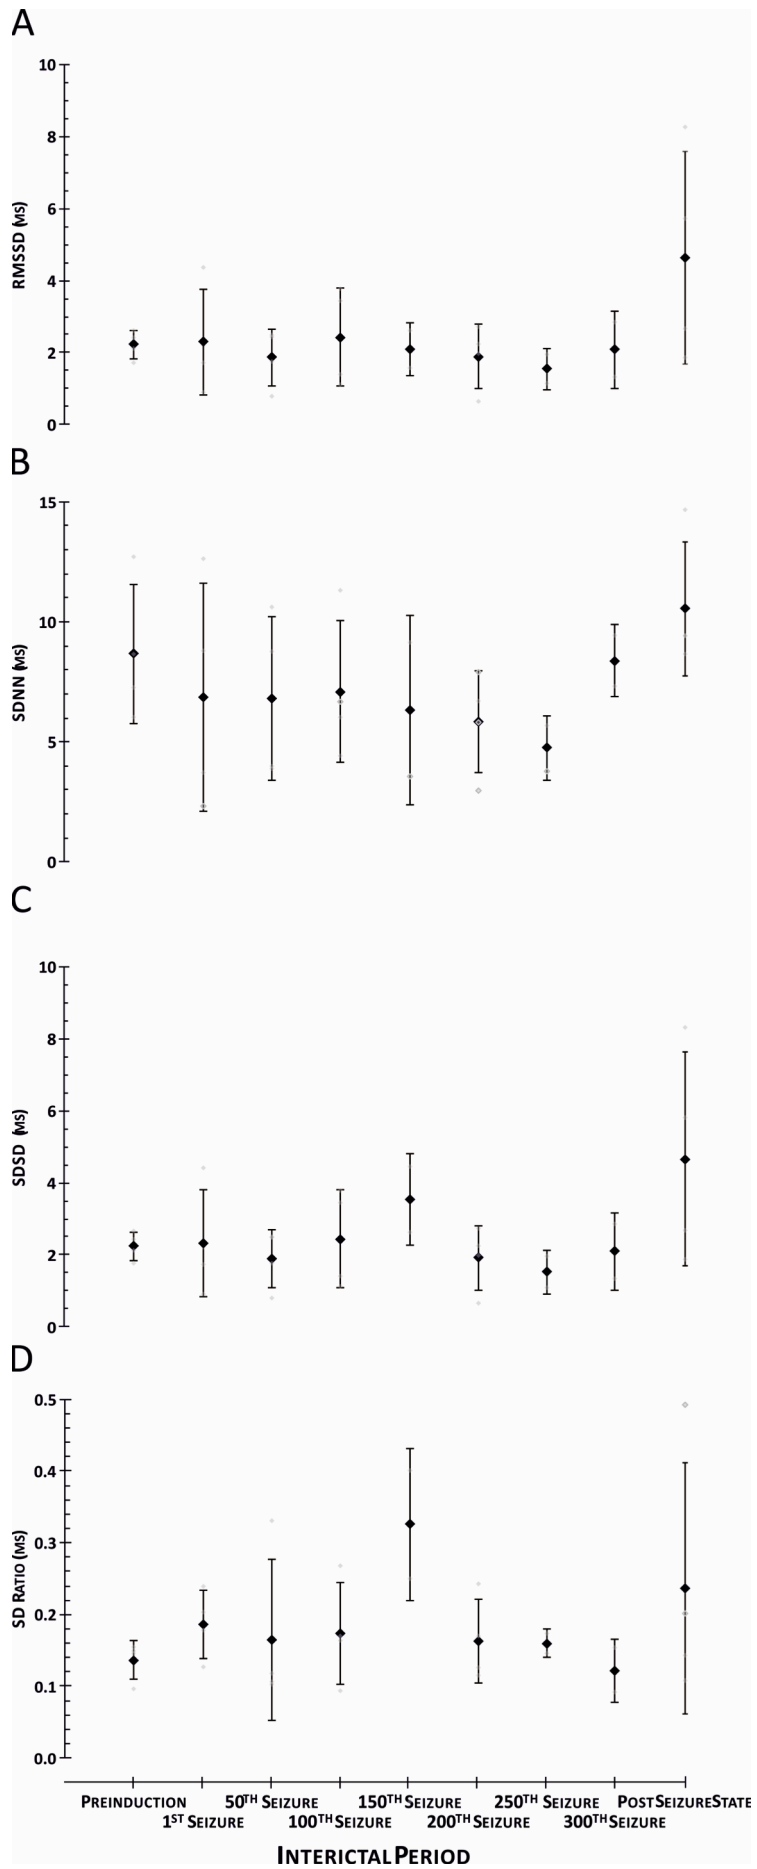 A
10
8
6
4
2
0
RMSSD (MS)
B
15
10
5
0
SDNN (MS)
C
10
8
6
4
2
0
SDSD (MS)
D
0.5
0.4
0.3
0.2
0.1
0.0
SD RATIO (MS)
PREINDUCTION 50TH SEIZURE 150TH SEIZURE 250TH SEIZURE POSTSEIZURESTATE
1ST SEIZURE 100TH SEIZURE 200TH SEIZURE 300TH SEIZURE
INTERICTAL PERIOD